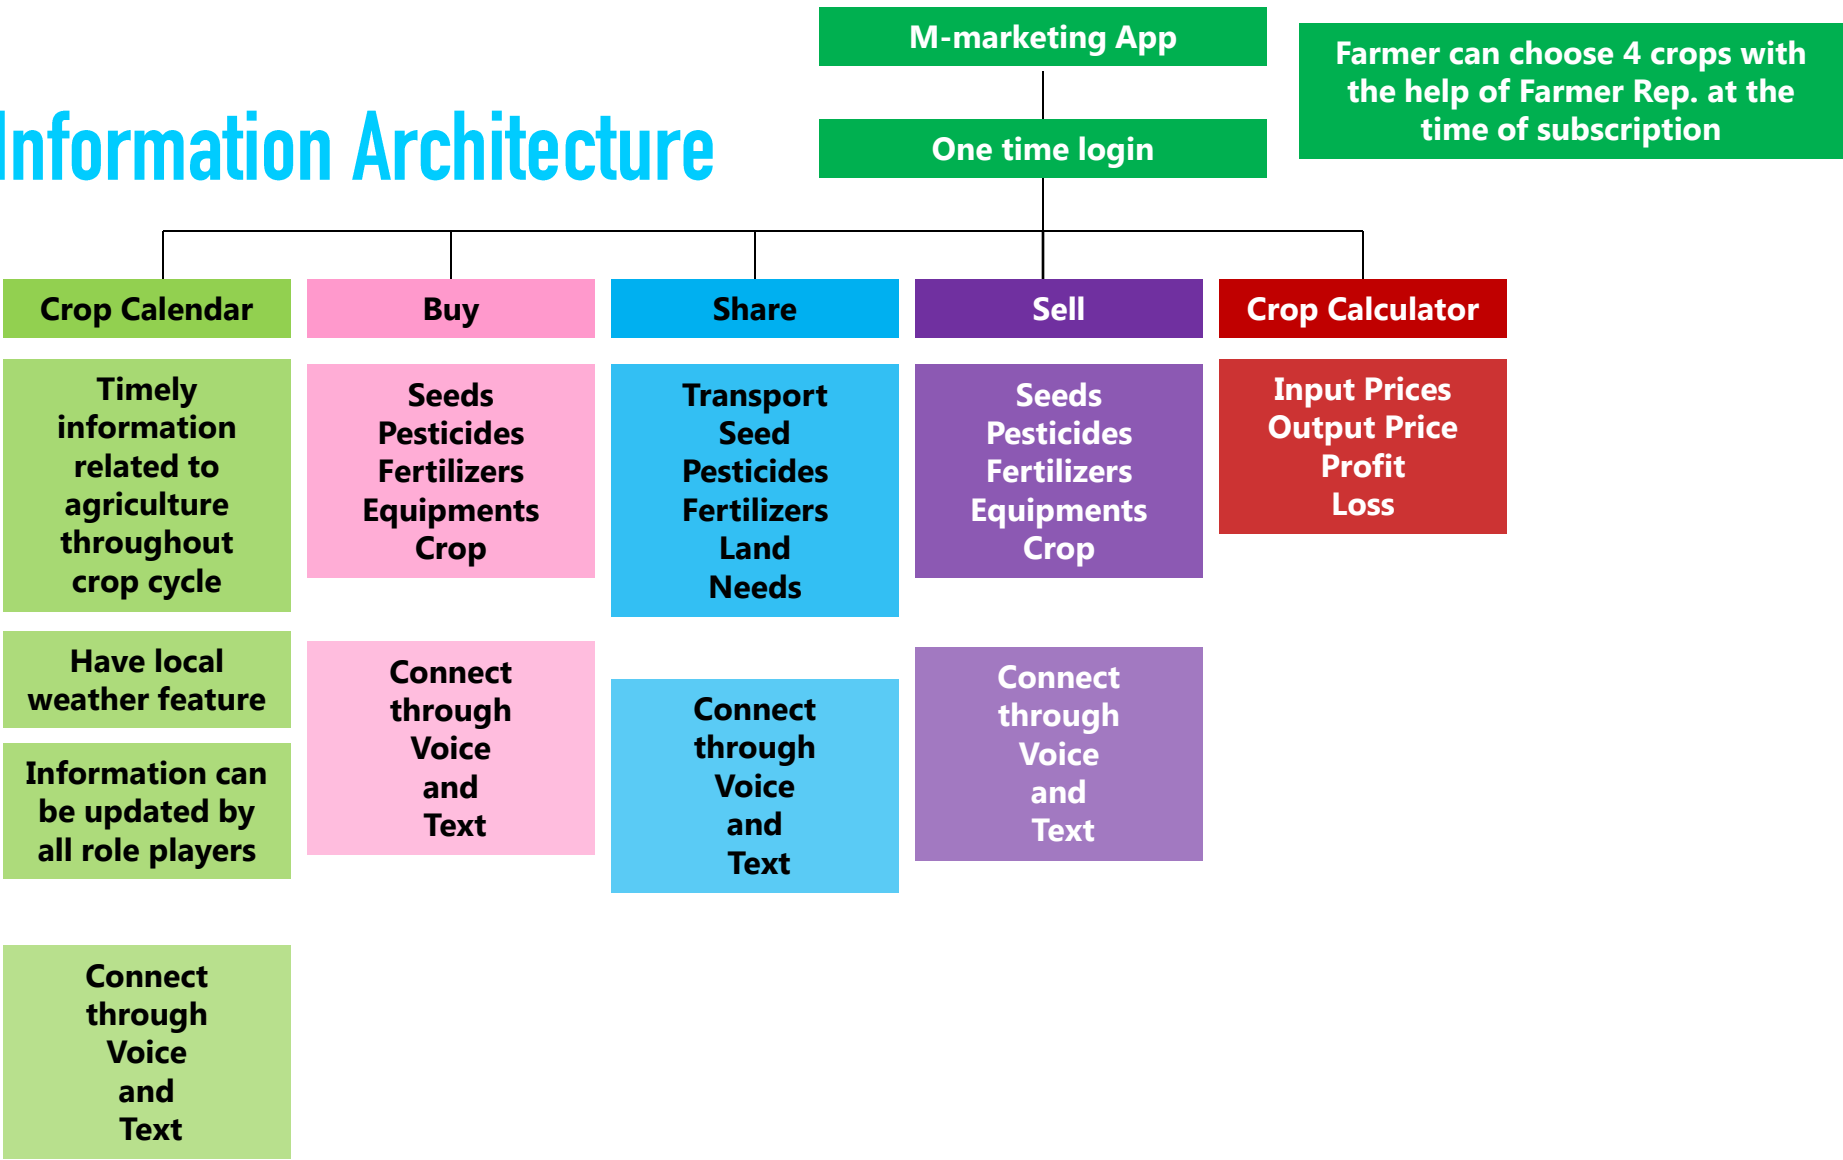 M-marketing App
Farmer can choose 4 crops with
the help of Farmer Rep. at the
time of subscription
Information Architecture
One time login
Crop Calendar
Timely
information
related to
agriculture
throughout
crop cycle
Have local
weather feature
Information can
be updated by
all role players
Connect
through
Voice
and
Text
Buy
Seeds
Pesticides
Fertilizers
Equipments
Crop
Connect
through
Voice
and
Text
Share
Transport
Seed
Pesticides
Fertilizers
Land
Needs
Connect
through
Voice
and
Text
Sell
Seeds
Pesticides
Fertilizers
Equipments
Crop
Connect
through
Voice
and
Text
Crop Calculator
Input Prices
Output Price
Profit
Loss